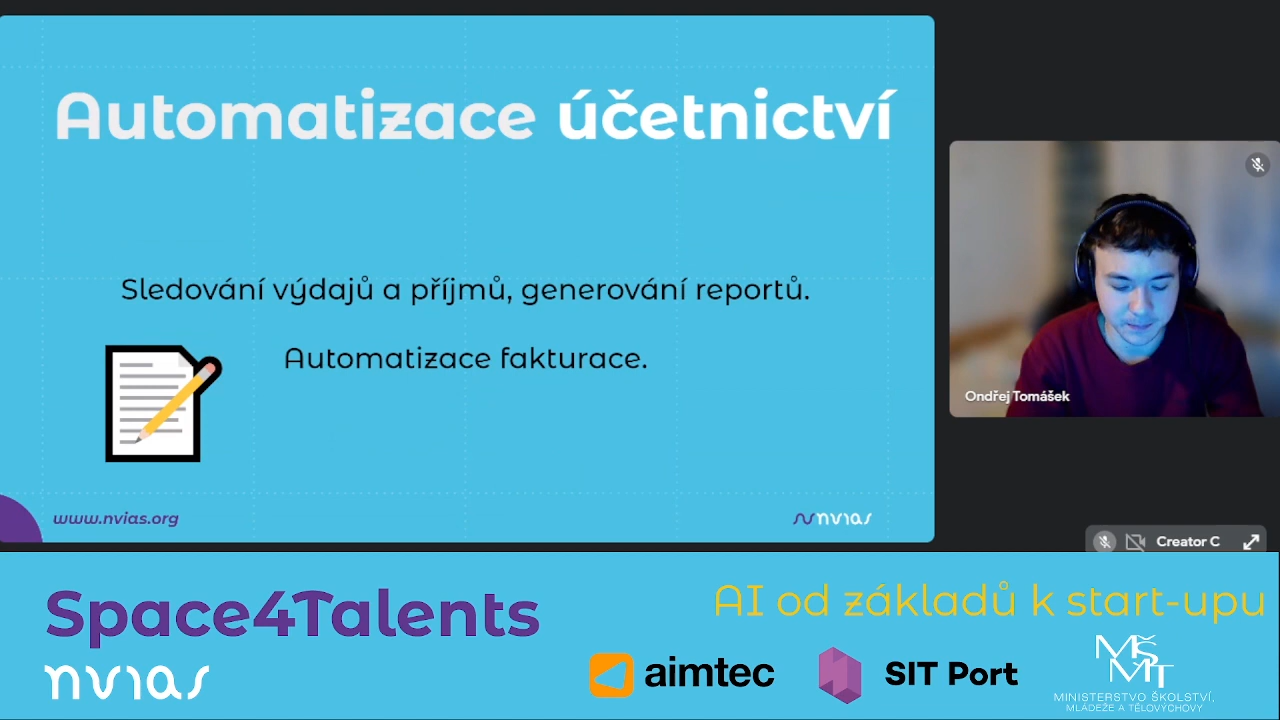 Automatizace účetnictví
Sledování výdajů a příjmů, generování reportů.
Automatizace fakturace.
www.nvias.org
nvias
Ondřej Tomášek
Creator C
Space4Talents
AI od základů k start-upu
nvias
aimtec
SIT Port
MŠMT
MINISTERSTVO ŠKOLSTVÍ,
MLÁDEŽE A TĚLOVÝCHOVY